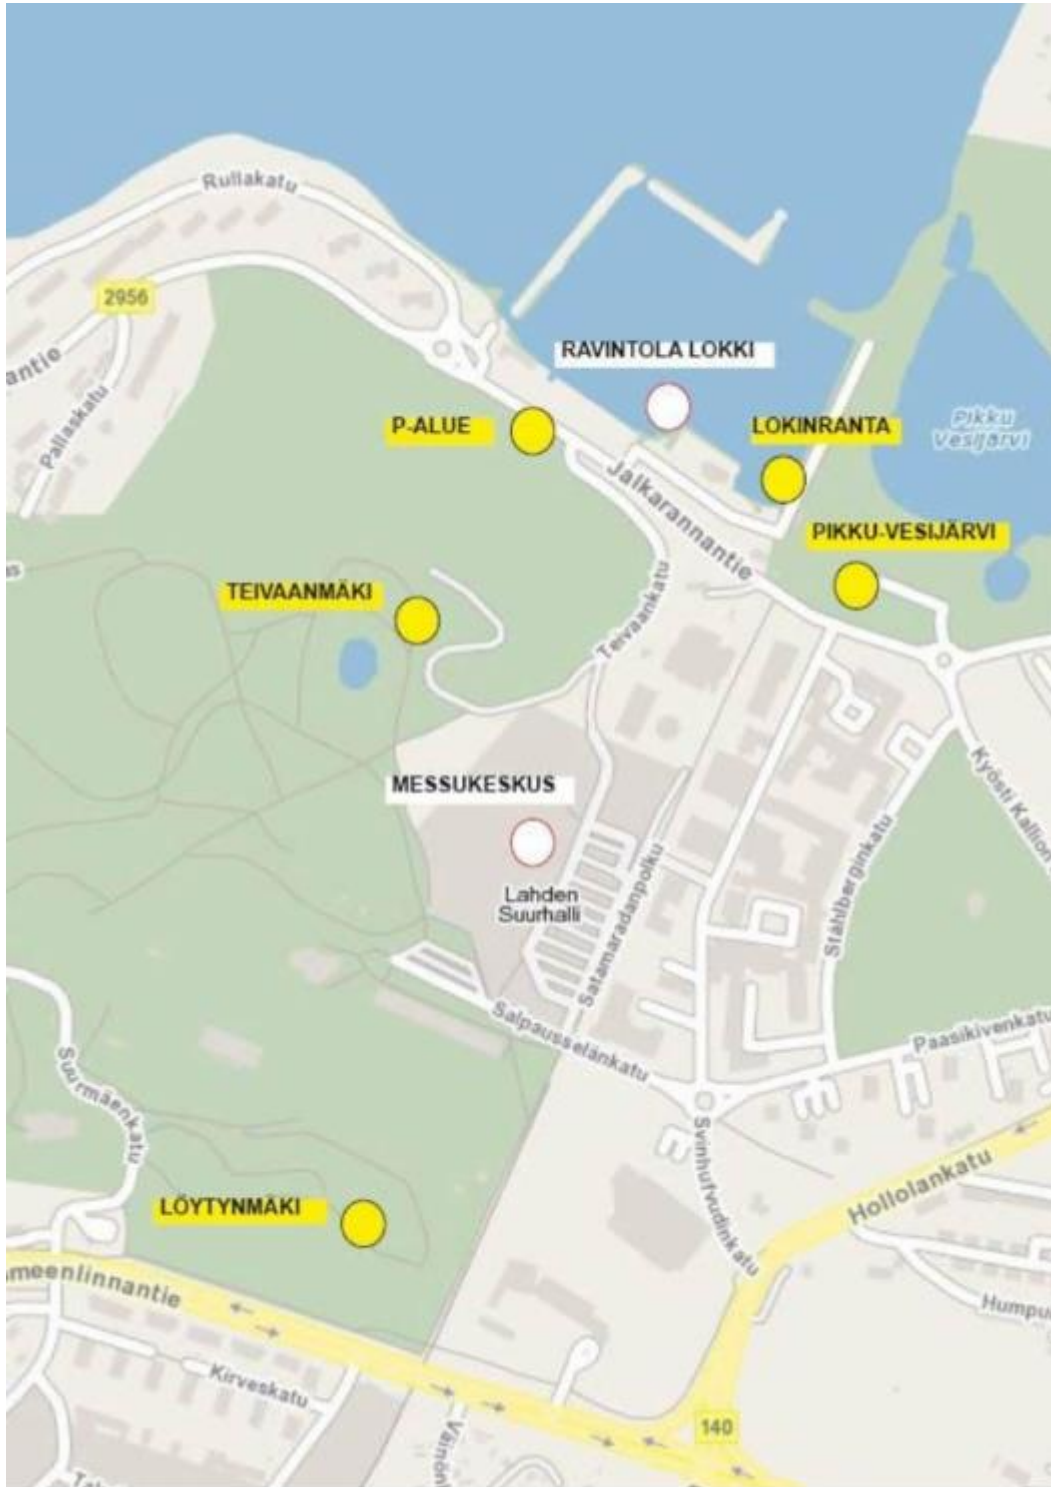 Rullakatu
2956
RAVINTOLA LOKKI
antie
Pallaskatu
P-ALUE
LOKINRANTA
Pikku
Vesijärvi
Jalkarannantie
PIKKU-VESIJÄRVI
TEIVAANMÄKI
Teivaankatu
MESSUKESKUS
Kyösti Kallion
Lahden
Suurhalli
Satamaradanpolku
Ståhlberginkatu
Salpausselänkatu
Paasikivenkatu
Suurmäenkatu
Svinhufvudinkatu
Hollolankatu
LÖYTYNMÄKI
meenlinnantie
Humpu
Kirveskatu
140
Väinön